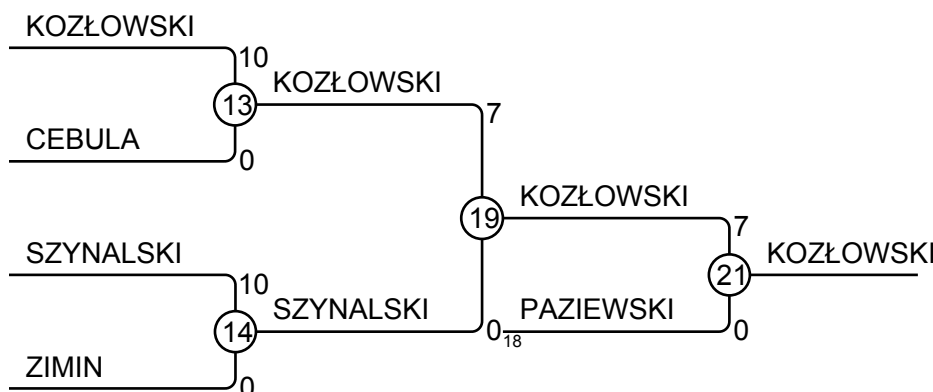 KOZŁOWSKI
10
13
KOZŁOWSKI
7
CEBULA
0
19
KOZŁOWSKI
7
21
KOZŁOWSKI
SZYNALSKI
10
14
SZYNALSKI
0
18
PAZIEWSKI
0
ZIMIN
0